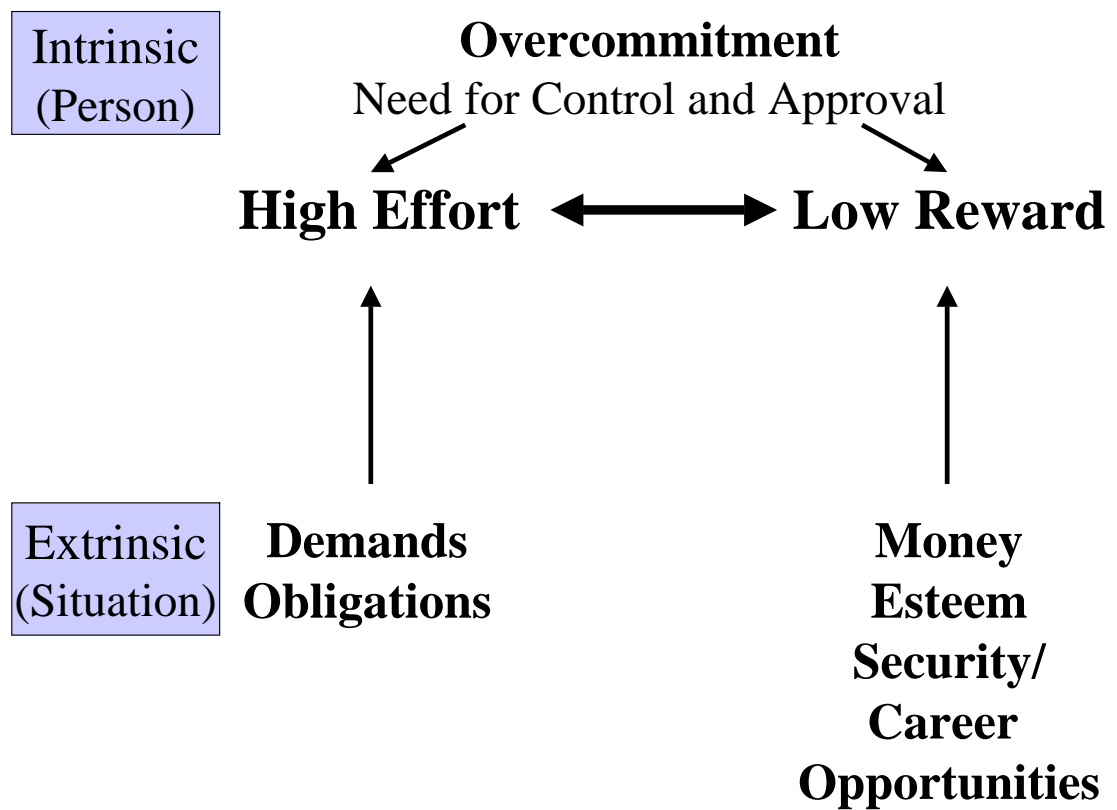 Intrinsic
(Person)
Overcommitment
Need for Control and Approval
High Effort
Low Reward
Extrinsic
(Situation)
Demands
Obligations
Money
Esteem
Security/
Career
Opportunities